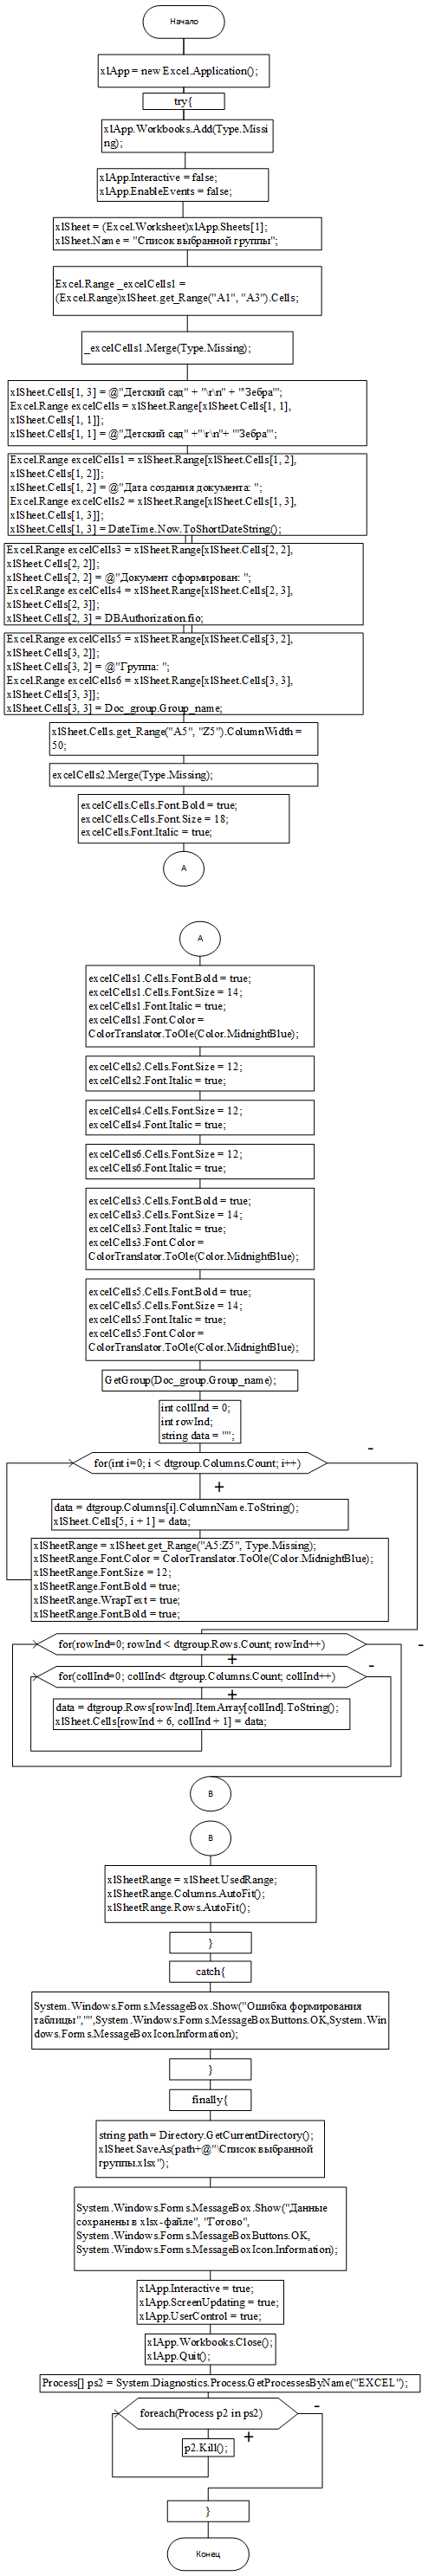 Начало
xlApp = new Excel.Application();
try{
xlApp.Workbooks.Add(Type.Missi
ng);
xlApp.Interactive = false;
xlApp.EnableEvents = false;
xlSheet = (Excel.Worksheet)xlApp.Sheets[1];
xlSheet.Name = "Список выбранной группы";
Excel.Range _excelCells1 =
(Excel.Range)xlSheet.get_Range("A1", "A3").Cells;
_excelCells1.Merge(Type.Missing);
xlSheet.Cells[1, 3] = @"Детский сад" + "\r\n" + "'Зебра'";
Excel.Range excelCells = xlSheet.Range[xlSheet.Cells[1, 1],
xlSheet.Cells[1, 1]];
xlSheet.Cells[1, 1] = @"Детский сад" +"\r\n"+ "'Зебра'";
Excel.Range excelCells1 = xlSheet.Range[xlSheet.Cells[1, 2],
xlSheet.Cells[1, 2]];
xlSheet.Cells[1, 2] = @"Дата создания документа: ";
Excel.Range excelCells2 = xlSheet.Range[xlSheet.Cells[1, 3],
xlSheet.Cells[1, 3]];
xlSheet.Cells[1, 3] = DateTime.Now.ToShortDateString();
Excel.Range excelCells3 = xlSheet.Range[xlSheet.Cells[2, 2],
xlSheet.Cells[2, 2]];
xlSheet.Cells[2, 2] = @"Документ сформирован: ";
Excel.Range excelCells4 = xlSheet.Range[xlSheet.Cells[2, 3],
xlSheet.Cells[2, 3]];
xlSheet.Cells[2, 3] = DBAuthorization.fio;
Excel.Range excelCells5 = xlSheet.Range[xlSheet.Cells[3, 2],
xlSheet.Cells[3, 2]];
xlSheet.Cells[3, 2] = @"Группа: ";
Excel.Range excelCells6 = xlSheet.Range[xlSheet.Cells[3, 3],
xlSheet.Cells[3, 3]];
xlSheet.Cells[3, 3] = Doc_group.Group_name;
xlSheet.Cells.get_Range("A5", "Z5").ColumnWidth =
50;
excelCells2.Merge(Type.Missing);
excelCells.Cells.Font.Bold = true;
excelCells.Cells.Font.Size = 18;
excelCells.Font.Italic = true;
A
A
excelCells1.Cells.Font.Bold = true;
excelCells1.Cells.Font.Size = 14;
excelCells1.Font.Italic = true;
excelCells1.Font.Color =
ColorTranslator.ToOle(Color.MidnightBlue);
excelCells2.Cells.Font.Size = 12;
excelCells2.Font.Italic = true;
excelCells4.Cells.Font.Size = 12;
excelCells4.Font.Italic = true;
excelCells6.Cells.Font.Size = 12;
excelCells6.Font.Italic = true;
excelCells3.Cells.Font.Bold = true;
excelCells3.Cells.Font.Size = 14;
excelCells3.Font.Italic = true;
excelCells3.Font.Color =
ColorTranslator.ToOle(Color.MidnightBlue);
excelCells5.Cells.Font.Bold = true;
excelCells5.Cells.Font.Size = 14;
excelCells5.Font.Italic = true;
excelCells5.Font.Color =
ColorTranslator.ToOle(Color.MidnightBlue);
GetGroup(Doc_group.Group_name);
int collInd = 0;
int rowInd;
string data = "";
-
for(int i=0; i < dtgroup.Columns.Count; i++)
+
data = dtgroup.Columns[i].ColumnName.ToString();
xlSheet.Cells[5, i + 1] = data;
xlSheetRange = xlSheet.get_Range("A5:Z5", Type.Missing);
xlSheetRange.Font.Color = ColorTranslator.ToOle(Color.MidnightBlue);
xlSheetRange.Font.Size = 12;
xlSheetRange.Font.Bold = true;
xlSheetRange.WrapText = true;
xlSheetRange.Font.Bold = true;
for(rowInd=0; rowInd < dtgroup.Rows.Count; rowInd++)
-
+
for(collInd=0; collInd< dtgroup.Columns.Count; collInd++)
-
+
data = dtgroup.Rows[rowInd].ItemArray[collInd].ToString();
xlSheet.Cells[rowInd + 6, collInd + 1] = data;
B
B
xlSheetRange = xlSheet.UsedRange;
xlSheetRange.Columns.AutoFit();
xlSheetRange.Rows.AutoFit();
}
catch{
System.Windows.Forms.MessageBox.Show("Ошибка формирования
таблицы","",System.Windows.Forms.MessageBoxButtons.OK,System.Win
dows.Forms.MessageBoxIcon.Information);
}
finally{
string path = Directory.GetCurrentDirectory();
xlSheet.SaveAs(path+@"\Список выбранной
группы.xlsx");
System.Windows.Forms.MessageBox.Show("Данные
сохранены в xlsx-файле", "Готово",
System.Windows.Forms.MessageBoxButtons.OK,
System.Windows.Forms.MessageBoxIcon.Information);
xlApp.Interactive = true;
xlApp.ScreenUpdating = true;
xlApp.UserControl = true;
xlApp.Workbooks.Close();
xlApp.Quit();
Process[] ps2 = System.Diagnostics.Process.GetProcessesByName("EXCEL");
-
foreach(Process p2 in ps2)
+
p2.Kill();
}
Конец